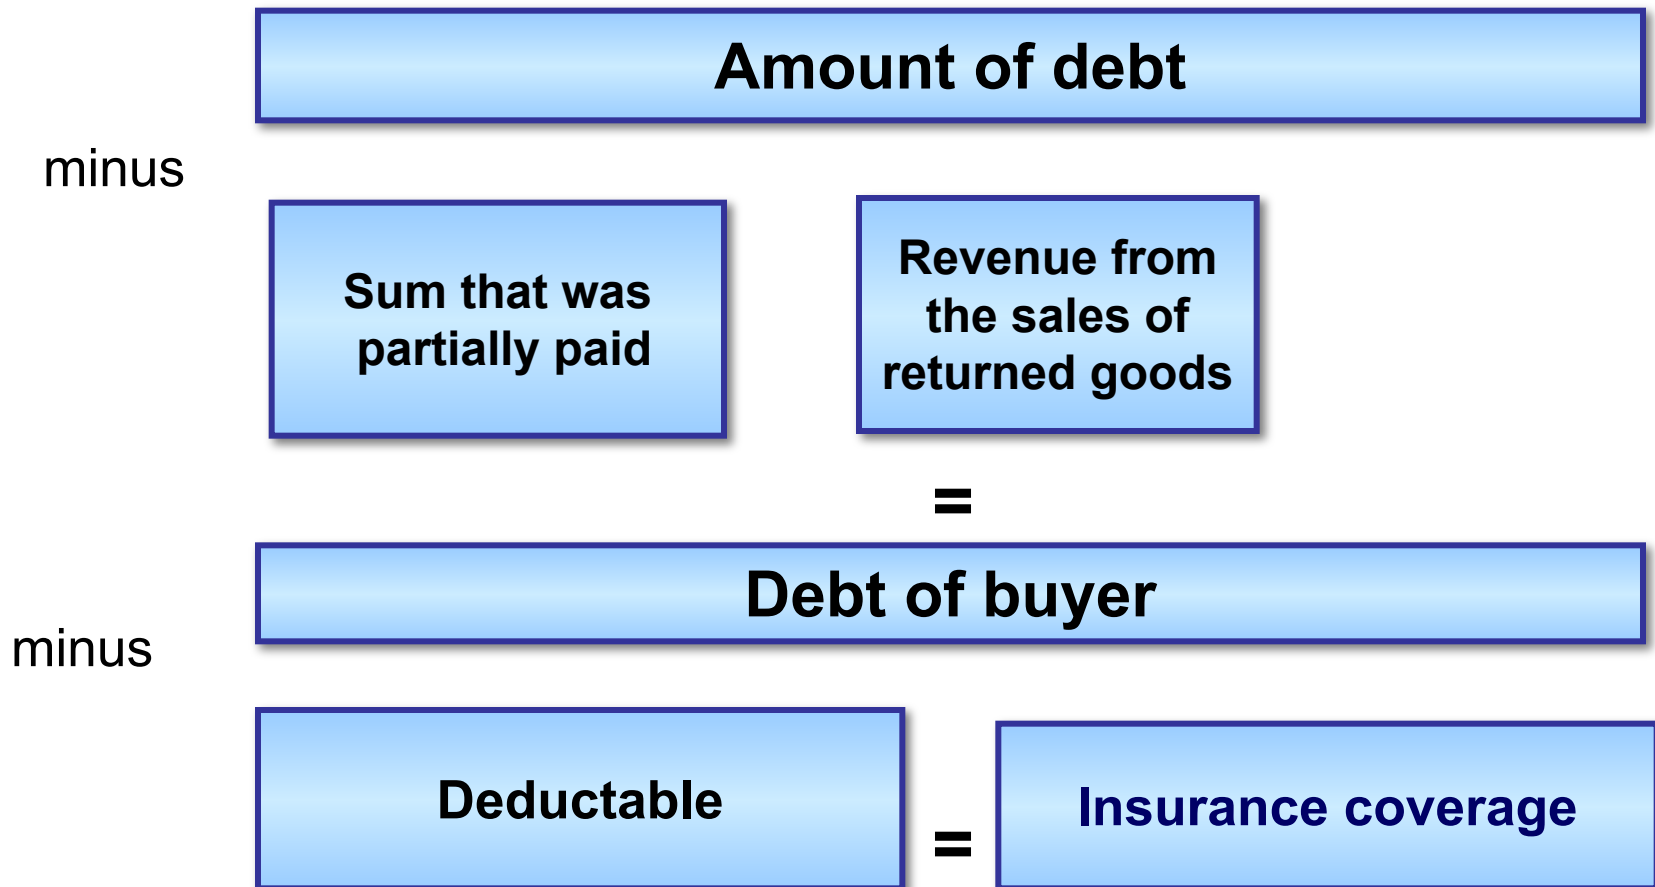 Amount of debt
minus
Sum that was
partially paid
Revenue from
the sales of
returned goods
=
Debt of buyer
minus
Deductable
=
Insurance coverage